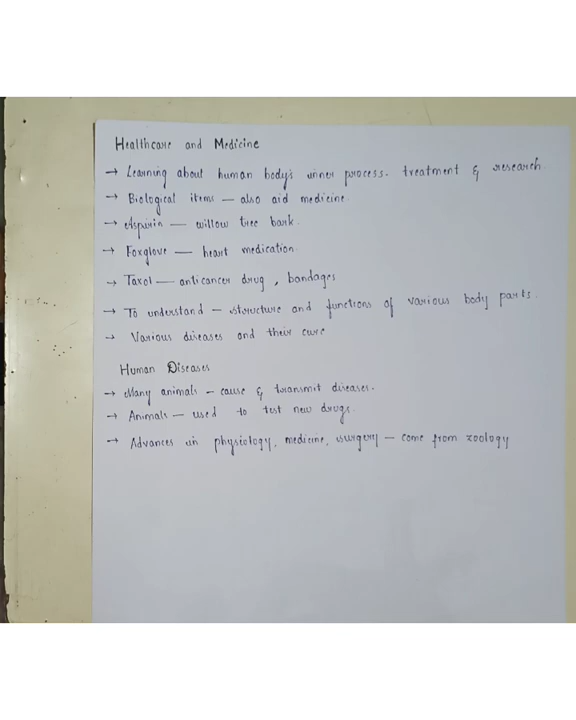 Healthcare and Medicine
→ Learning about human body's inner process. treatment & research.
→ Biological items — also aid medicine
→ Aspirin — willow tree bark.
→ Foxglove — heart medication.
→ Taxol — anticancer drug, bandages
→ To understand — structure and functions of various body parts.
→ Various diseases and their cure
Human Diseases
→ Many animals — cause & transmit diseases.
→ Animals — used to test new drugs.
→ Advances in physiology, medicine, surgery — come from zoology